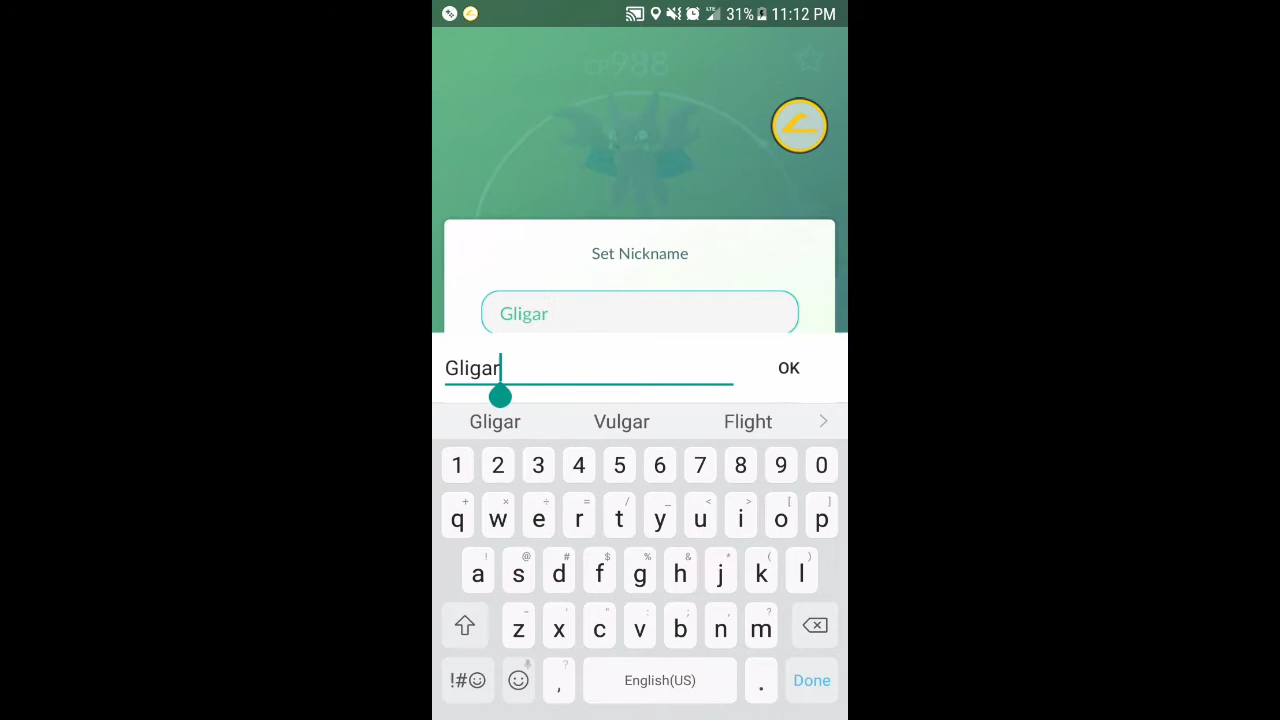 31% 11:12 PM
CP988
Set Nickname
Gligar
Gligar OK
Gligar Vulgar Flight >
1 2 3 4 5 6 7 8 9 0
+ × ÷ = / _ < > [ ]
q w e r t y u i o p
! @ # $ % & * ( )
a s d f g h j k l
- ' " : ; , ?
z x c v b n m
!#☺ , ? English(US) . Done